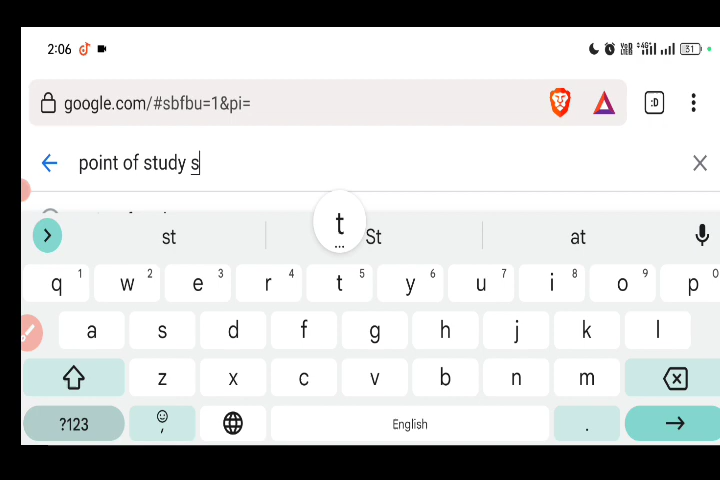 2:06 31
google.com/#sbfbu=1&pi= :D
point of study s
t
st St at
q 1 w 2 e 3 r 4 t 5 y 6 u 7 i 8 o 9 p 0
a s d f g h j k l
z x c v b n m
?123 , English .